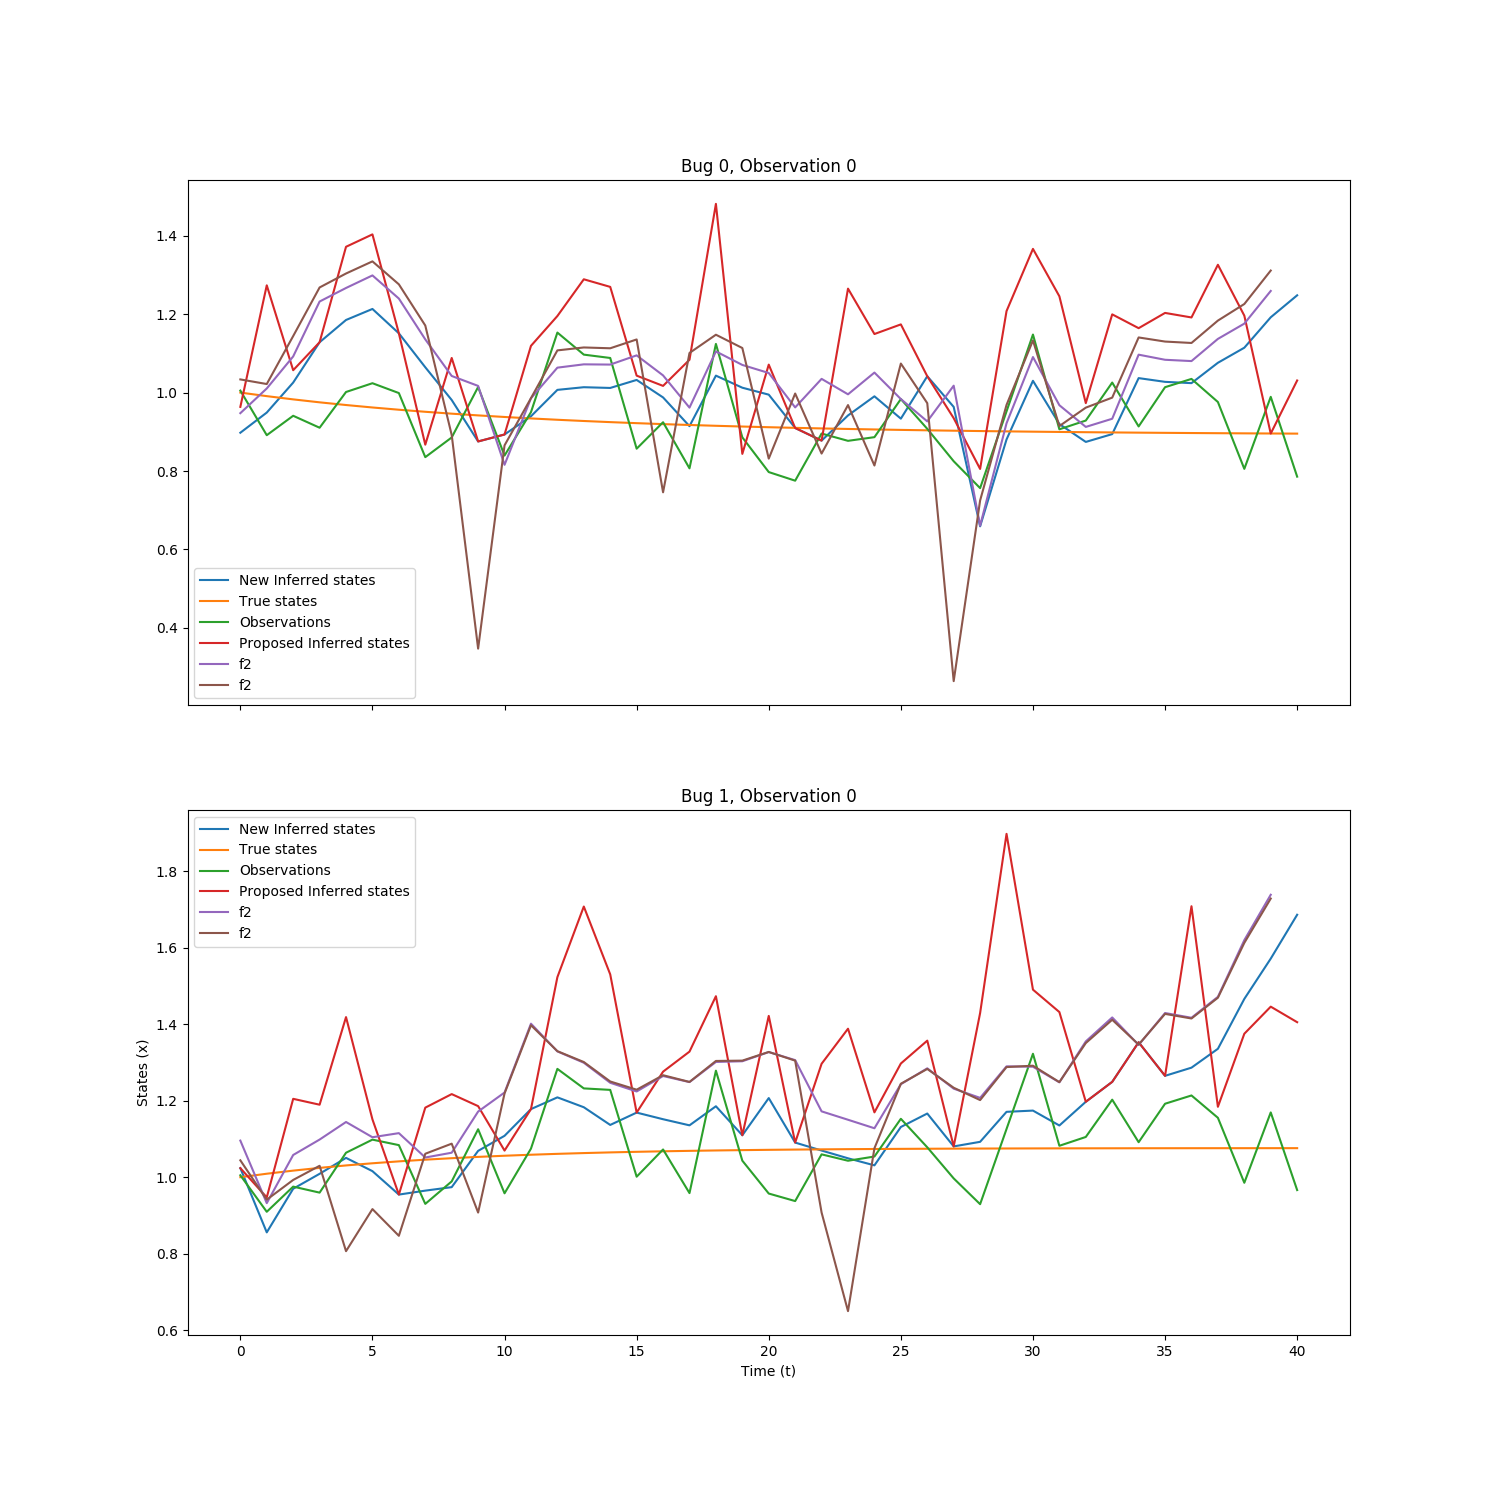 Bug 0, Observation 0
1.4
1.2
1.0
0.8
0.6
0.4
New Inferred states
True states
Observations
Proposed Inferred states
f2
f2
Bug 1, Observation 0
States (x)
1.8
1.6
1.4
1.2
1.0
0.8
0.6
New Inferred states
True states
Observations
Proposed Inferred states
f2
f2
0 5 10 15 20 25 30 35 40
Time (t)